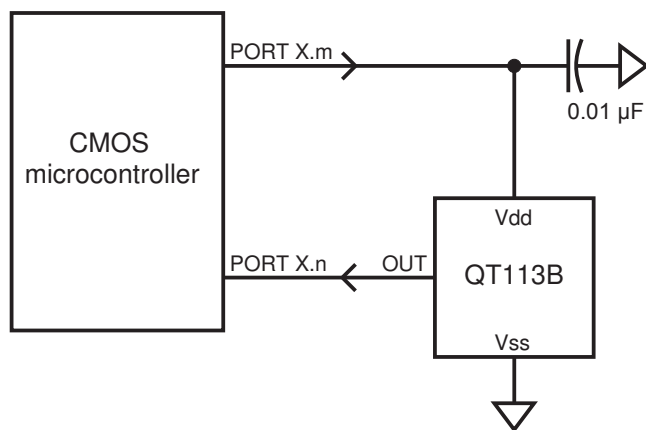 PORT X.m
0.01 µF
CMOS
microcontroller
Vdd
PORT X.n
OUT
QT113B
Vss